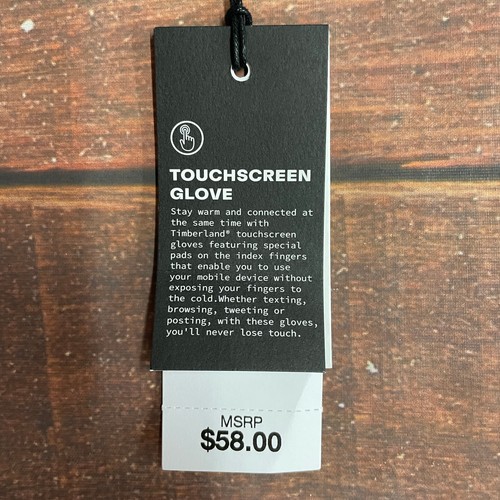 TOUCHSCREEN
GLOVE
Stay warm and connected at
the same time with
Timberland® touchscreen
gloves featuring special
pads on the index fingers
that enable you to use
your mobile device without
exposing your fingers to
the cold.Whether texting,
browsing, tweeting or
posting, with these gloves,
you'll never lose touch.
MSRP
$58.00